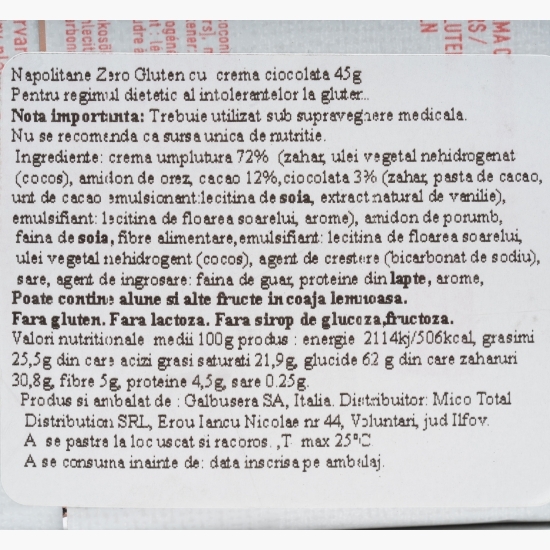 Napolitane Zero Gluten cu crema ciocolata 45g
Pentru regimul dietetic al intolerantelor la gluten.
Nota importanta: Trebuie utilizat sub supraveghere medicala.
Nu se recomenda ca sursa unica de nutritie.
Ingrediente: crema umplutura 72% (zahar, ulei vegetal nehidrogenat
(cocos), amidon de orez, cacao 12%, ciocolata 3% (zahar, pasta de cacao,
unt de cacao emulsionant:lecitina de soia, extract natural de vanilie),
emulsifiant: lecitina de floarea soarelui, arome), amidon de porumb,
faina de soia, fibre alimentare, emulsifiant: lecitina de floarea soarelui,
ulei vegetal nehidrogent (cocos), agent de crestere (bicarbonat de sodiu),
sare, agent de ingrosare: faina de guar, proteine din lapte, arome,
Poate contine alune si alte fructe in coaja lemnoasa.
Fara gluten. Fara lactoza. Fara sirop de glucoza,fructoza.
Valori nutritionale medii 100g produs : energie 2114kj/506kcal, grasimi
25,5g din care acizi grasi saturati 21,9g, glucide 62 g din care zaharuri
30,8g, fibre 5g, proteine 4,5g, sare 0.25g.
Produs si ambalat de : Galbusera SA, Italia. Distribuitor: Mico Total
Distribution SRL, Erou Iancu Nicolae nr 44, Voluntari, jud Ilfov.
A se pastra la loc uscat si racoros. ,T max 25°C
A se consuma inainte de: data inscrisa pe ambalaj.